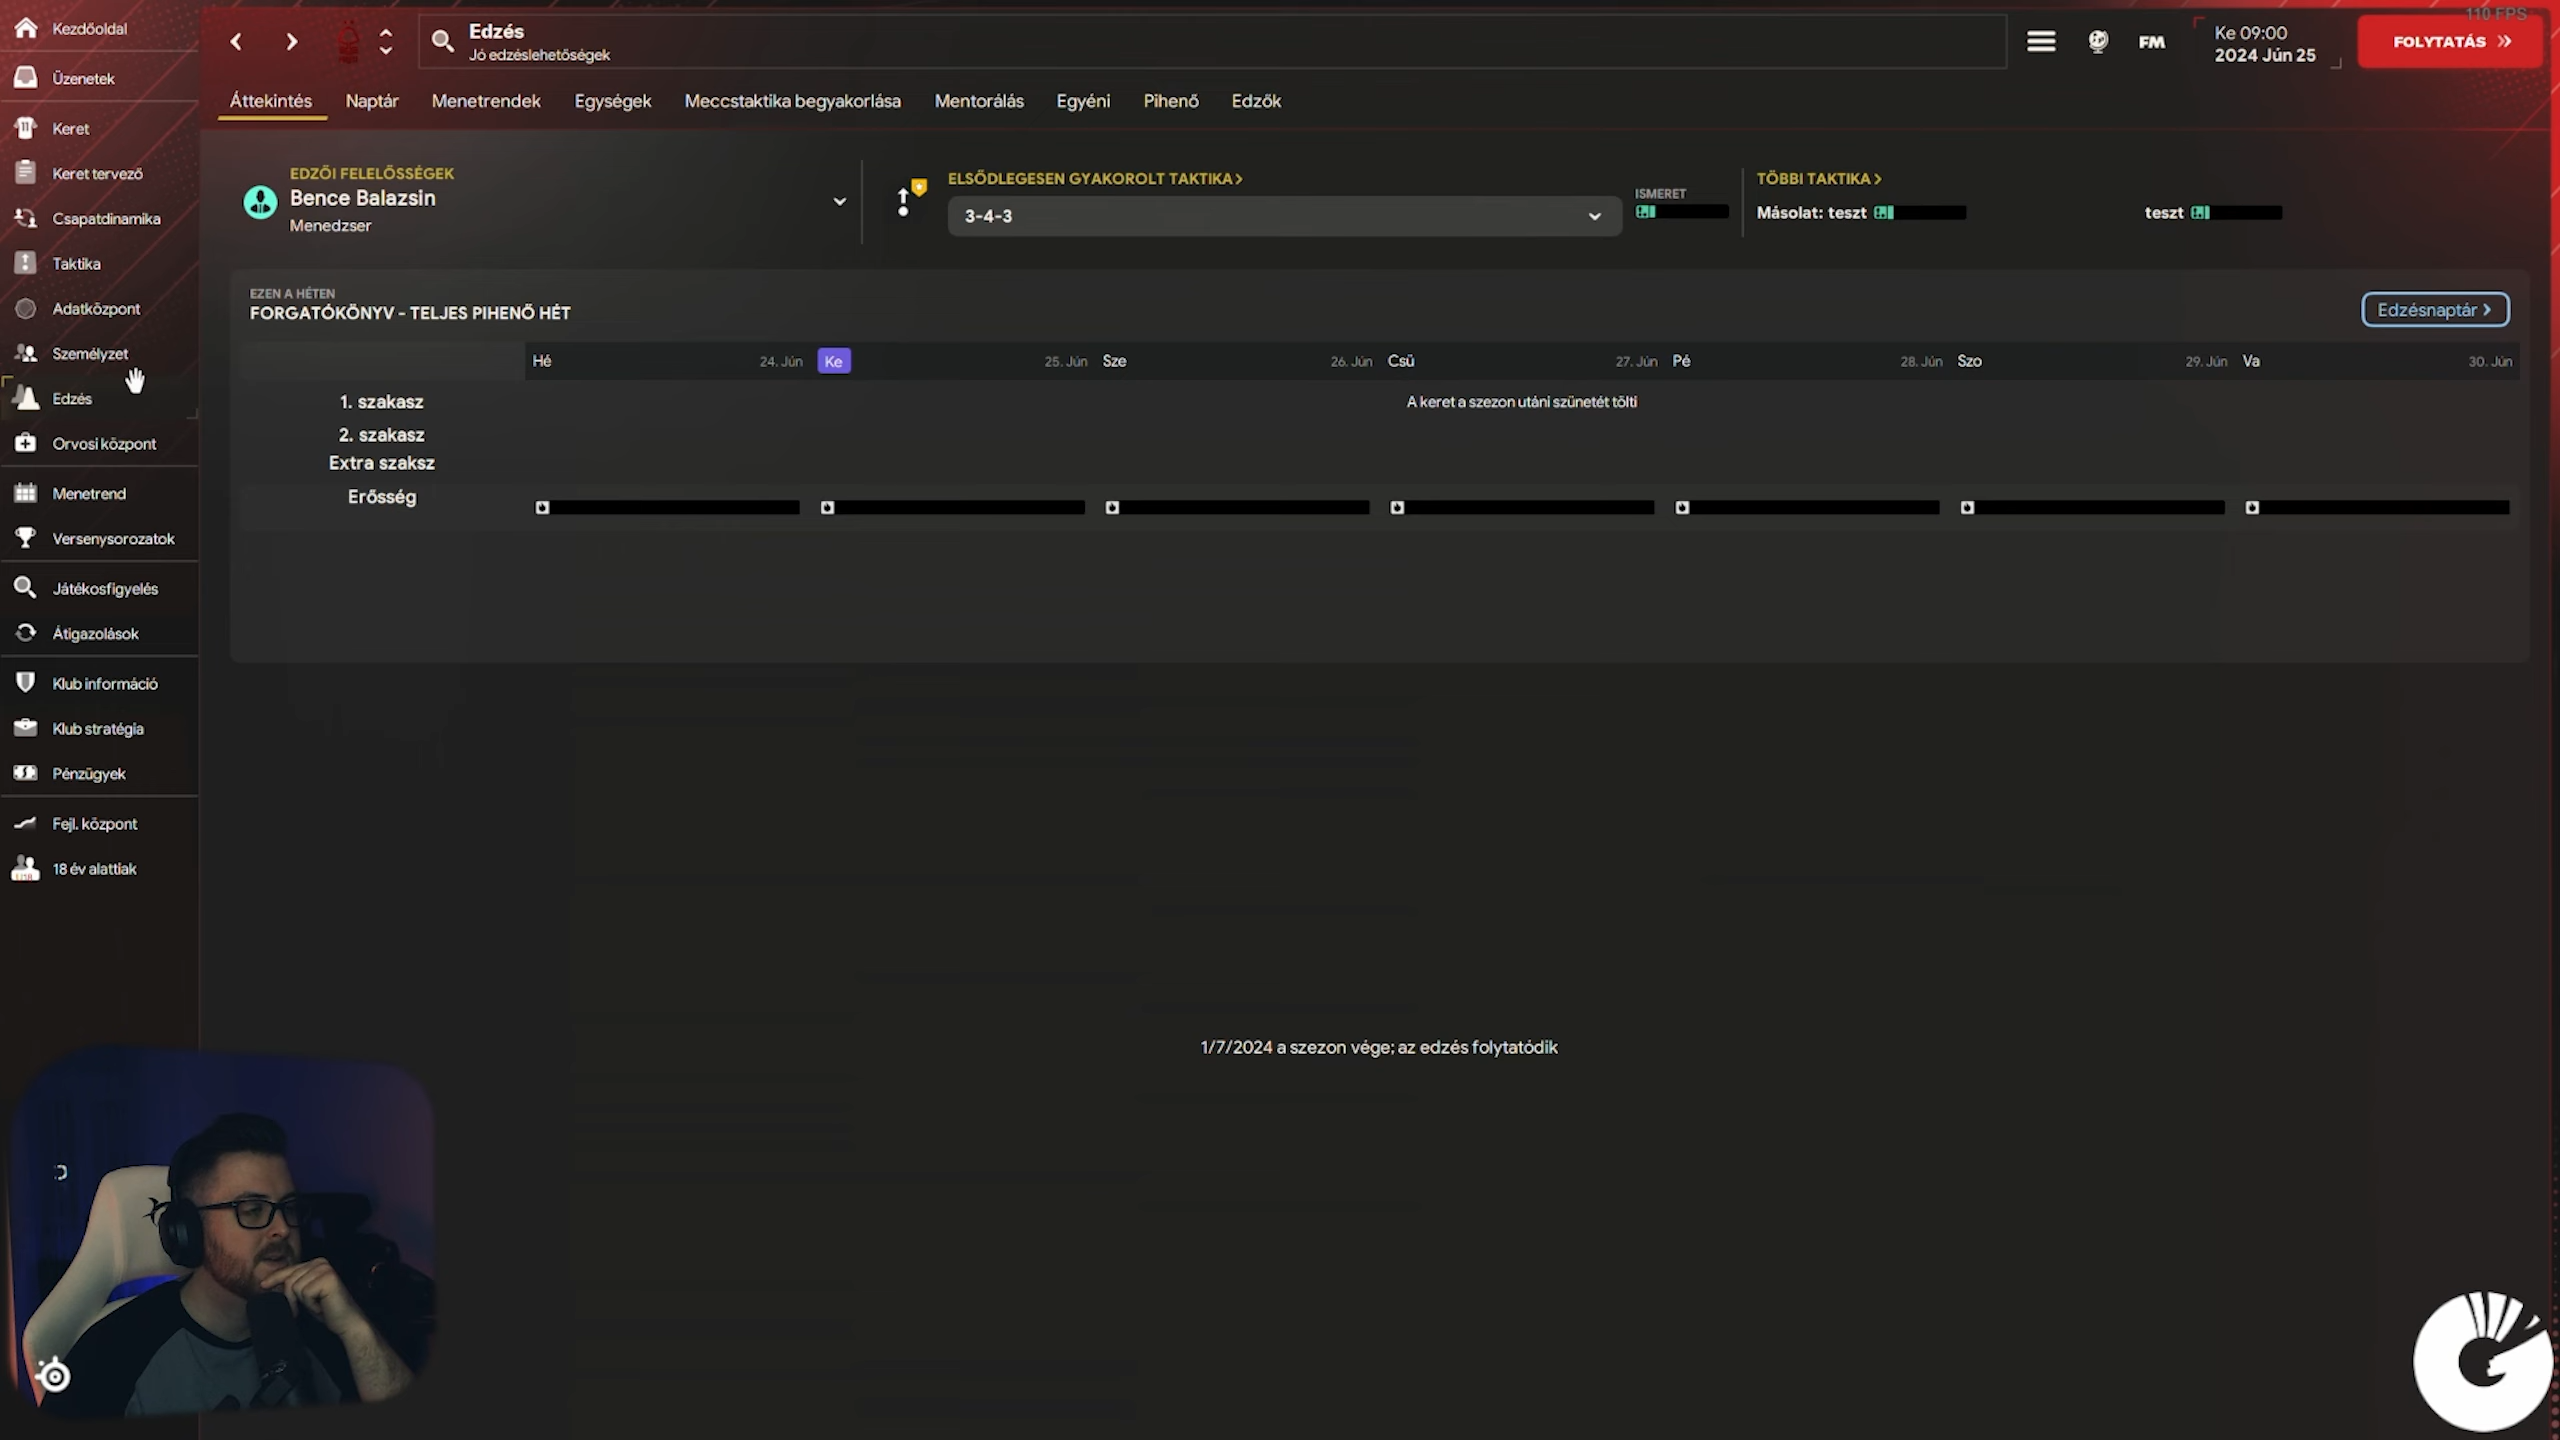 Kezdőoldal
Üzenetek
Keret
Keret tervező
Csapatdinamika
Taktika
Adatközpont
Személyzet
Edzés
Orvosi központ
Menetrend
Versenysorozatok
Játékosfigyelés
Átigazolások
Klub információ
Klub stratégia
Pénzügyek
Fejl. központ
18 év alattiak
Edzés
Jó edzéslehetőségek
FM
Ke 09:00
2024 Jún 25
110 FPS
FOLYTATÁS
Áttekintés Naptár Menetrendek Egységek Meccstaktika begyakorlása Mentorálás Egyéni Pihenő Edzők
EDZŐI FELELŐSSÉGEK
Bence Balazsin
Menedzser
ELSŐDLEGESEN GYAKOROLT TAKTIKA
3-4-3
ISMERET
TÖBBI TAKTIKA
Másolat: teszt teszt
EZEN A HÉTEN
FORGATÓKÖNYV - TELJES PIHENŐ HÉT
Edzésnaptár
Hé 24. Jún Ke 25. Jún Sze 26. Jún Csü 27. Jún Pé 28. Jún Szo 29. Jún Va 30. Jún
1. szakasz
A keret a szezon utáni szünetét tölti
2. szakasz
Extra szaksz
Erősség
1/7/2024 a szezon vége; az edzés folytatódik